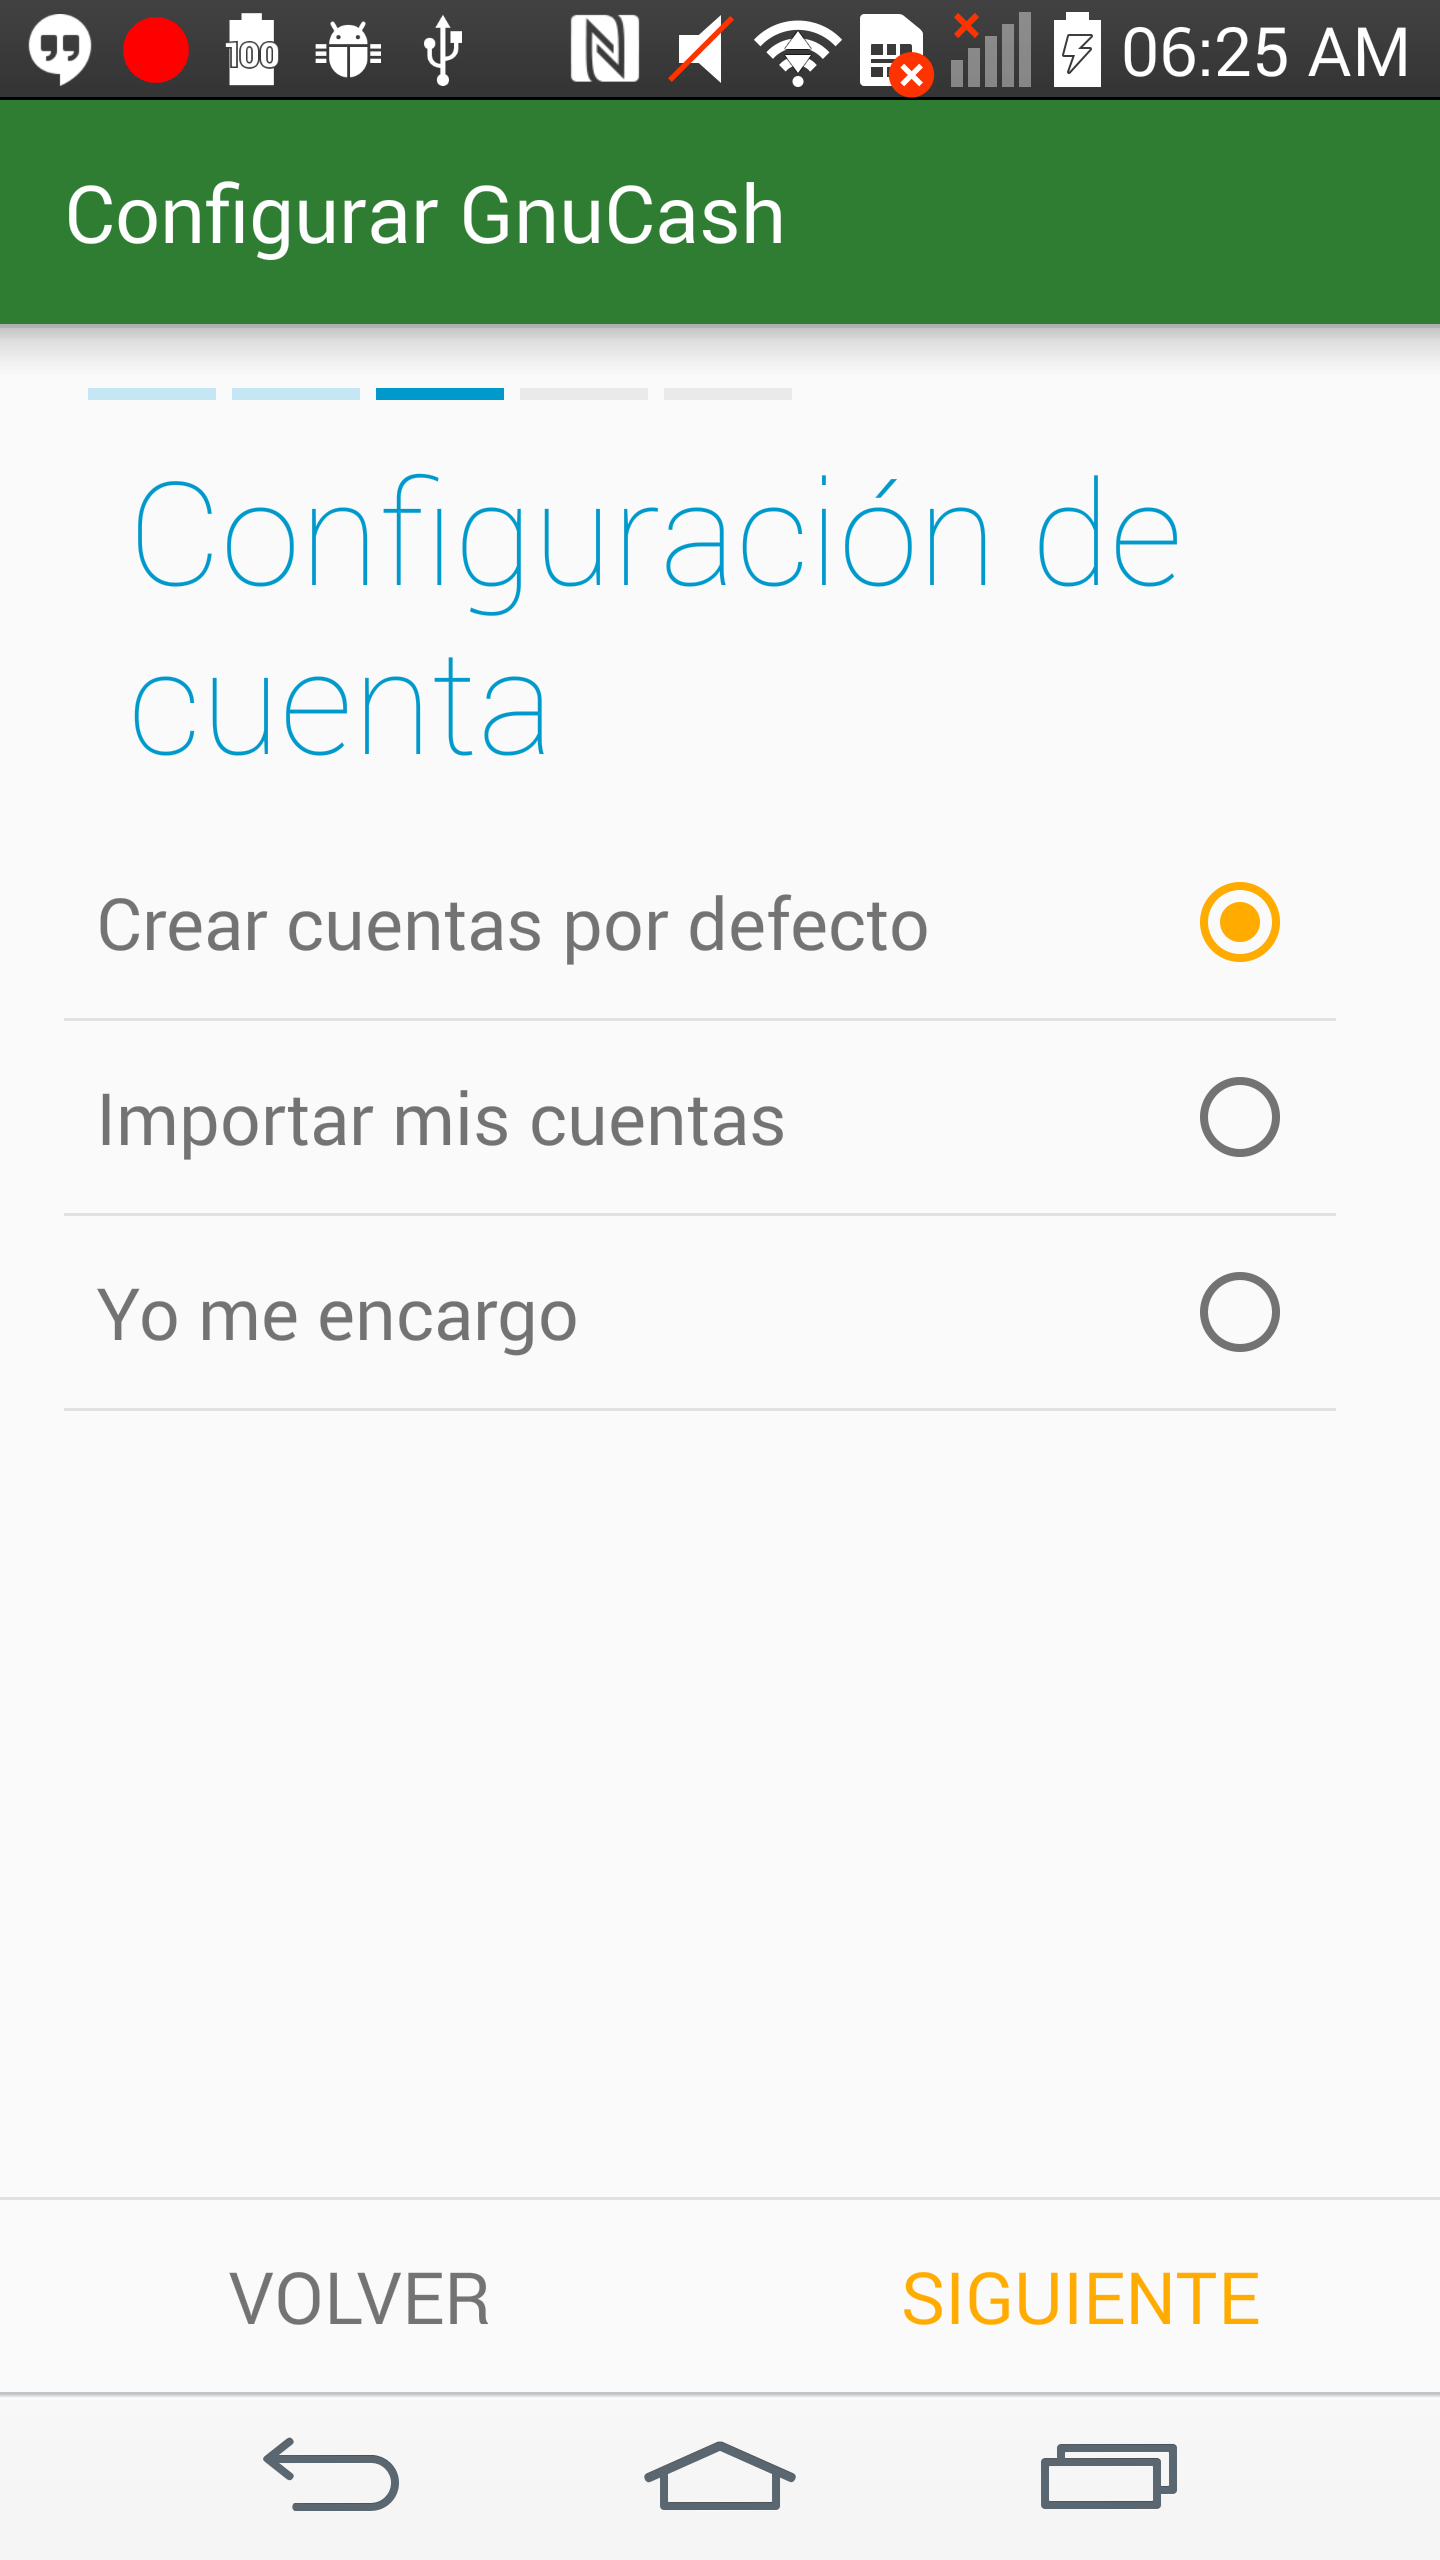 100
06:25 AM
Configurar GnuCash
Configuración de
cuenta
Crear cuentas por defecto
Importar mis cuentas
Yo me encargo
VOLVER
SIGUIENTE